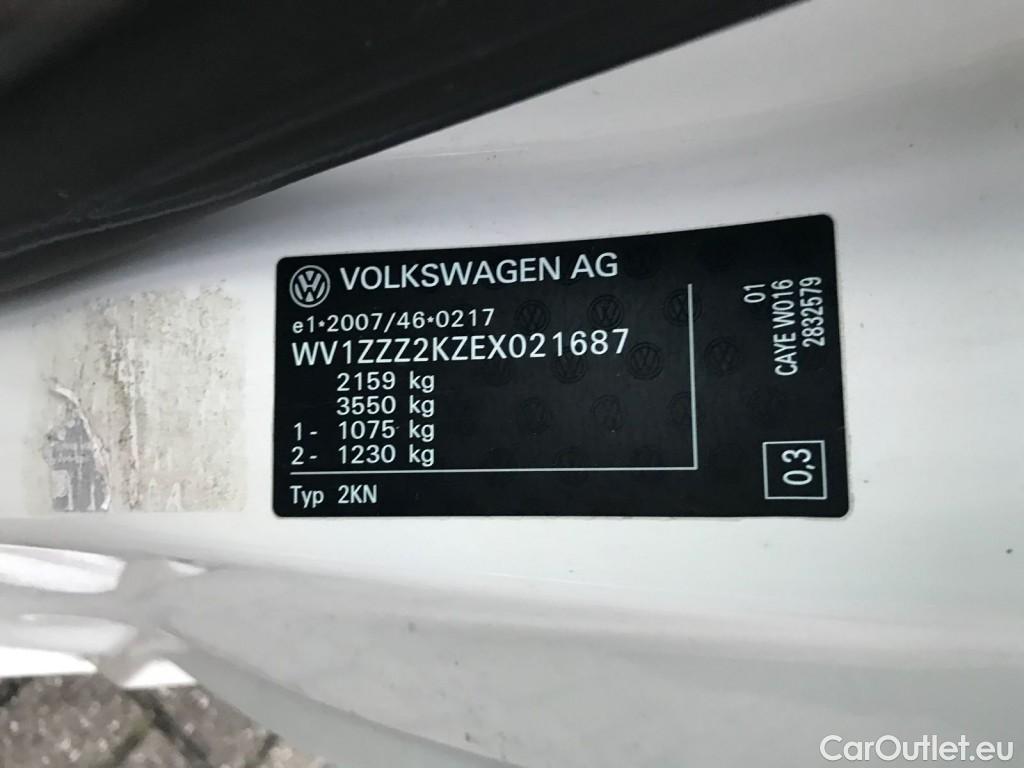 VOLKSWAGEN AG
e1*2007/46*0217
WV1ZZZ2KZEX021687
2159 kg
3550 kg
1- 1075 kg
2- 1230 kg
Typ 2KN
01
CAYE W016
2832579
0,3
CarOutlet.eu